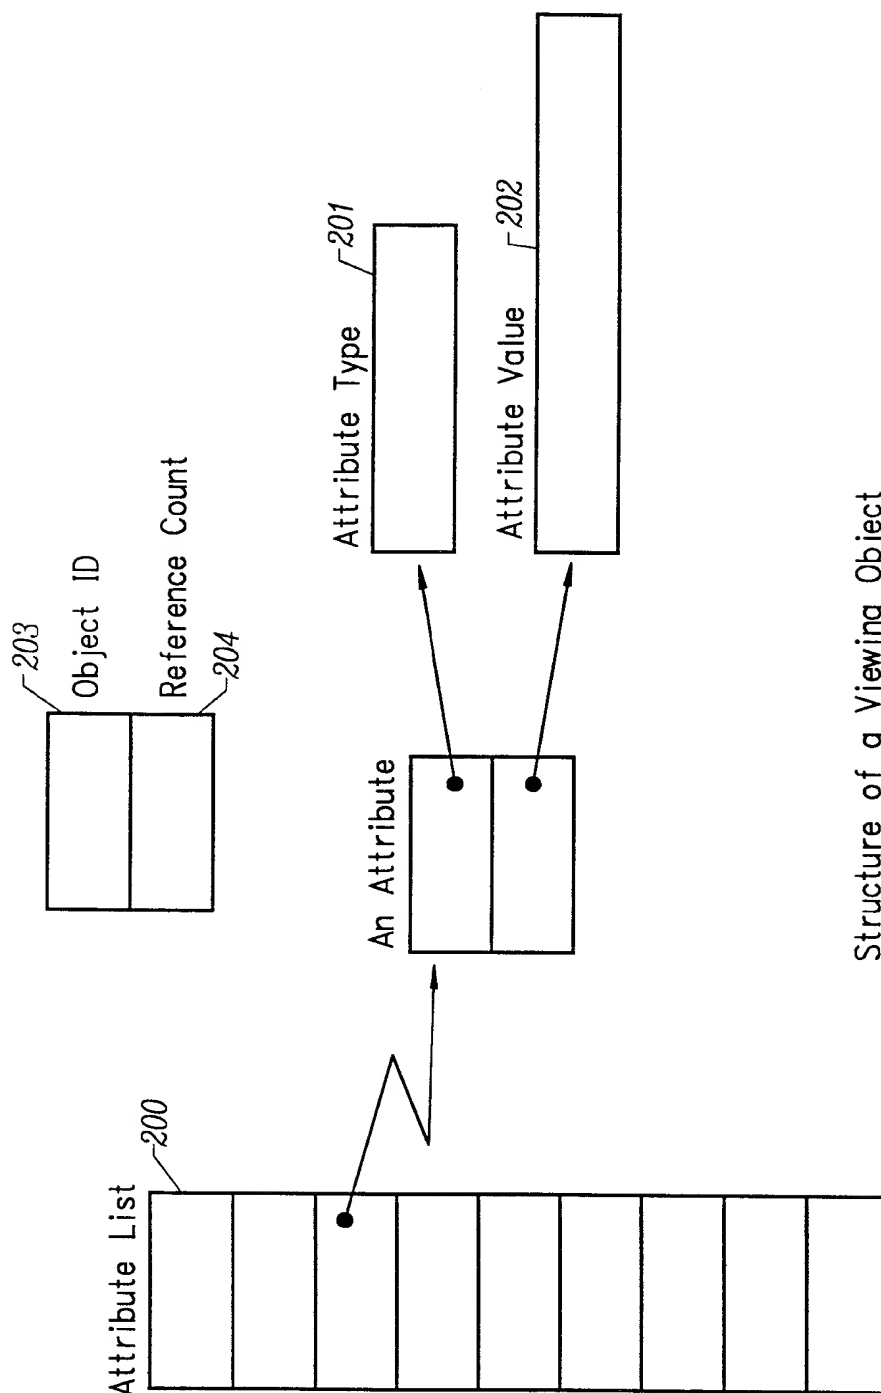 203
Object ID
Reference Count
204
Attribute List
200
An Attribute
Attribute Type
201
Attribute Value
202
Structure of a Viewing Object